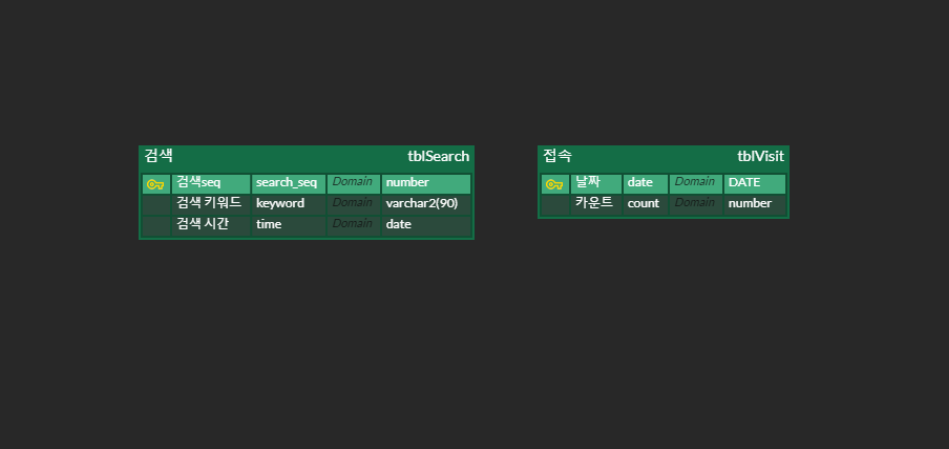 검색 tblSearch
검색seq search_seq Domain number
검색 키워드 keyword Domain varchar2(90)
검색 시간 time Domain date
접속 tblVisit
날짜 date Domain DATE
카운트 count Domain number